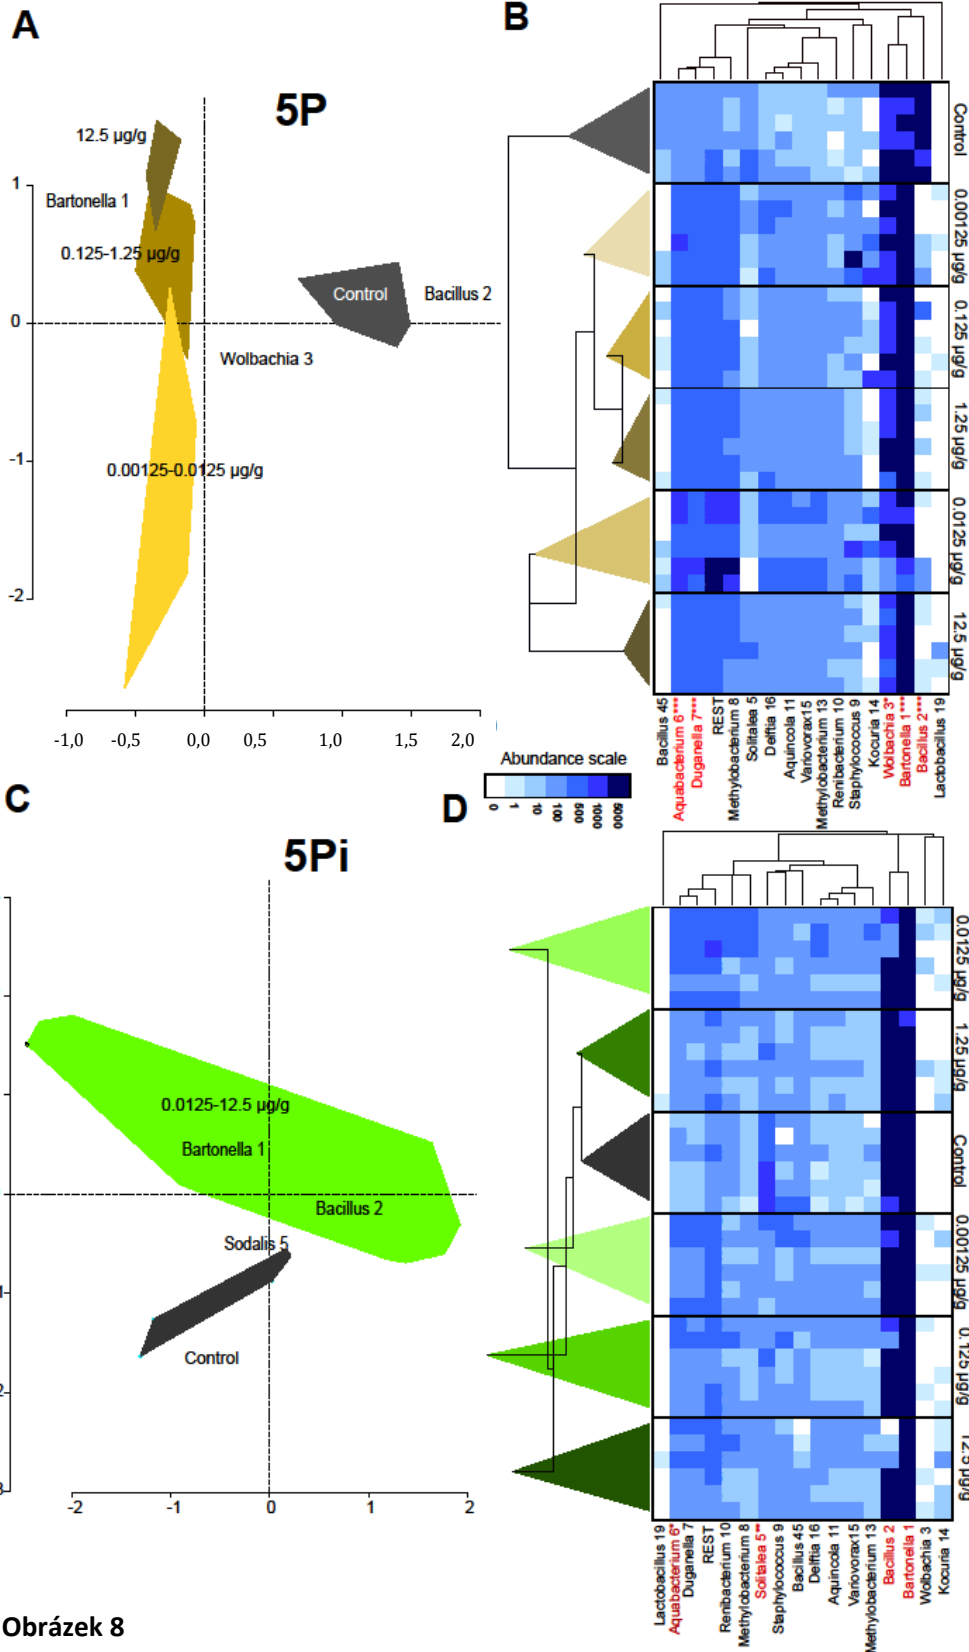 A
5P
12.5 µg/g
Bartonella 1
0.125-1.25 µg/g
Control
Bacillus 2
Wolbachia 3
0.00125-0.0125 µg/g
1
0
-1
-2
-1,0
-0,5
0,0
0,5
1,0
1,5
2,0
B
Control
0.00125 µg/g
0.125 µg/g
1.25 µg/g
0.0125 µg/g
12.5 µg/g
Bacillus 45
Aquabacterium 6***
Duganella 7***
REST
Methylobacterium 8
Solitalea 5
Delftia 16
Aquincola 11
Variovorax15
Methylobacterium 13
Renibacterium 10
Staphylococcus 9
Kocuria 14
Wolbachia 3*
Bartonella 1***
Bacillus 2***
Lactobacillus 19
Abundance scale
0
1
10
100
500
1000
5000
C
5Pi
0.0125-12.5 µg/g
Bartonella 1
Bacillus 2
Sodalis 5
Control
-2
-1
0
1
2
D
0.0125 µg/g
1.25 µg/g
Control
0.00125 µg/g
0.125 µg/g
12.5 µg/g
Lactobacillus 19
Aquabacterium 6*
Duganella 7
REST
Renibacterium 10
Methylobacterium 8
Solitalea 5**
Staphylococcus 9
Bacillus 45
Delftia 16
Aquincola 11
Variovorax15
Methylobacterium 13
Bacillus 2
Bartonella 1
Wolbachia 3
Kocuria 14
Obrázek 8